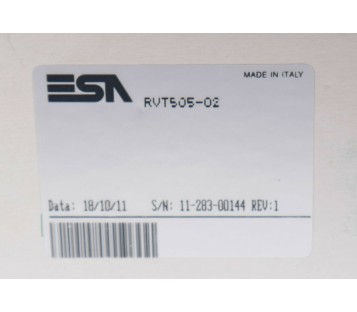 MADE IN ITALY
ESA RVT505-02
Data: 18/10/11 S/N: 11-283-00144 REV:1